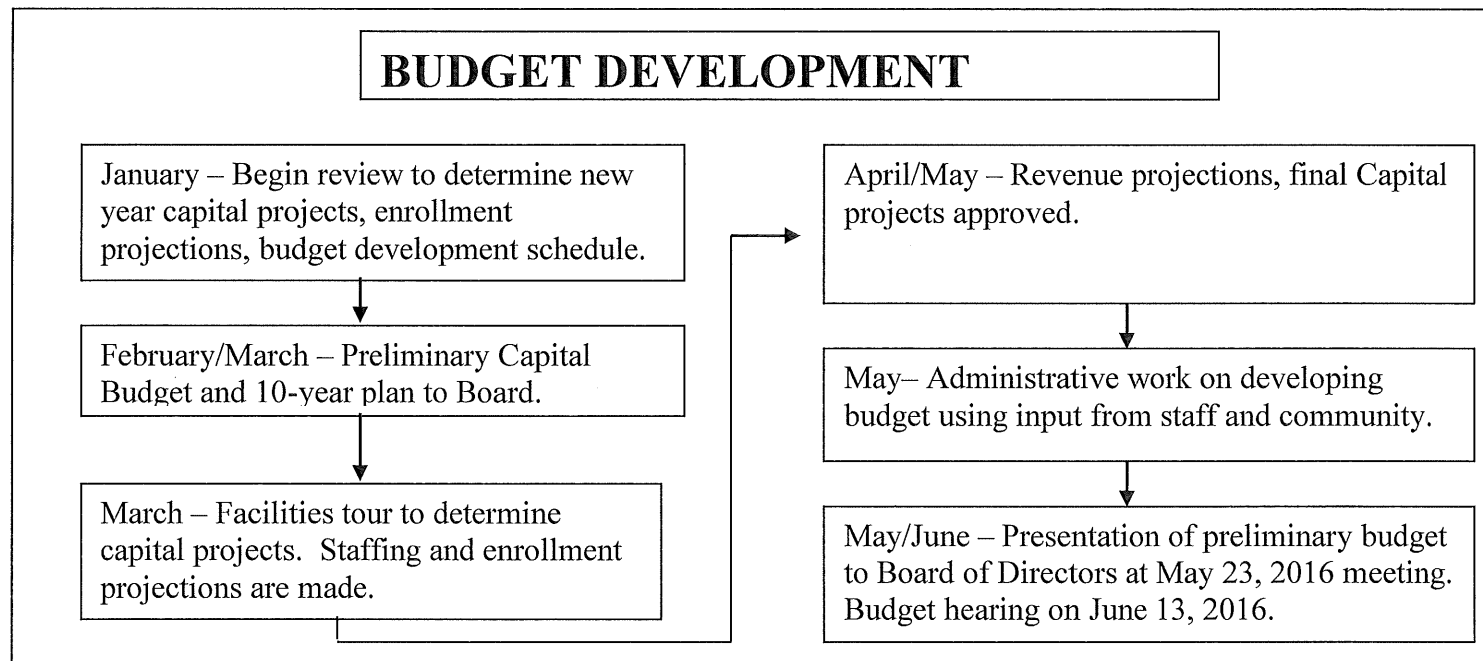 BUDGET DEVELOPMENT
January – Begin review to determine new
year capital projects, enrollment
projections, budget development schedule.
February/March – Preliminary Capital
Budget and 10-year plan to Board.
March – Facilities tour to determine
capital projects.  Staffing and enrollment
projections are made.
April/May – Revenue projections, final Capital
projects approved.
May– Administrative work on developing
budget using input from staff and community.
May/June – Presentation of preliminary budget
to Board of Directors at May 23, 2016 meeting.
Budget hearing on June 13, 2016.